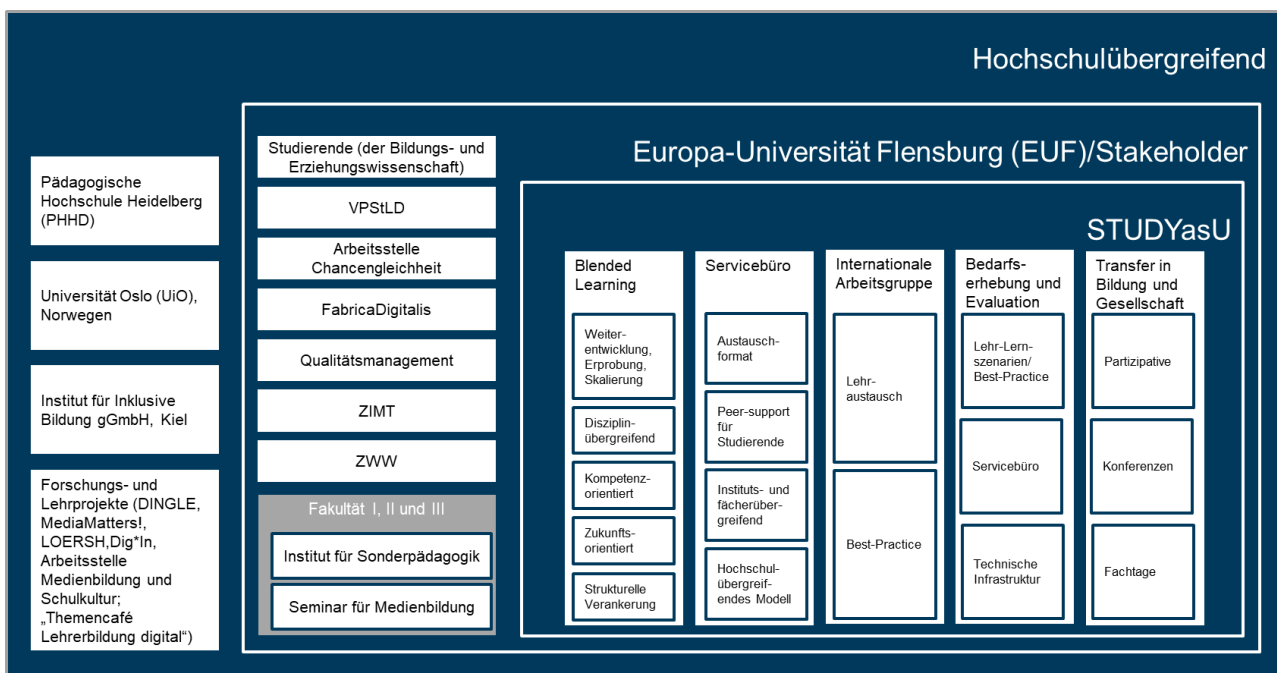 Hochschulübergreifend
Pädagogische
Hochschule Heidelberg
(PHHD)
Universität Oslo (UiO),
Norwegen
Institut für Inklusive
Bildung gGmbH, Kiel
Forschungs- und
Lehrprojekte (DINGLE,
MediaMatters!,
LOERSH,Dig*In,
Arbeitsstelle
Medienbildung und
Schulkultur;
„Themencafé
Lehrerbildung digital“)
Europa-Universität Flensburg (EUF)/Stakeholder
Studierende (der Bildungs- und
Erziehungswissenschaft)
VPStLD
Arbeitsstelle
Chancengleichheit
FabricaDigitalis
Qualitätsmanagement
ZIMT
ZWW
Fakultät I, II und III
Institut für Sonderpädagogik
Seminar für Medienbildung
STUDYasU
Blended
Learning
Weiter-
entwicklung,
Erprobung,
Skalierung
Disziplin-
übergreifend
Kompetenz-
orientiert
Zukunfts-
orientiert
Strukturelle
Verankerung
Servicebüro
Austausch-
format
Peer-support
für
Studierende
Instituts- und
fächerüber-
greifend
Hochschul-
übergreif-
endes Modell
Internationale
Arbeitsgruppe
Lehr-
austausch
Best-Practice
Bedarfs-
erhebung und
Evaluation
Lehr-Lern-
szenarien/
Best-Practice
Servicebüro
Technische
Infrastruktur
Transfer in
Bildung und
Gesellschaft
Partizipative
Konferenzen
Fachtage